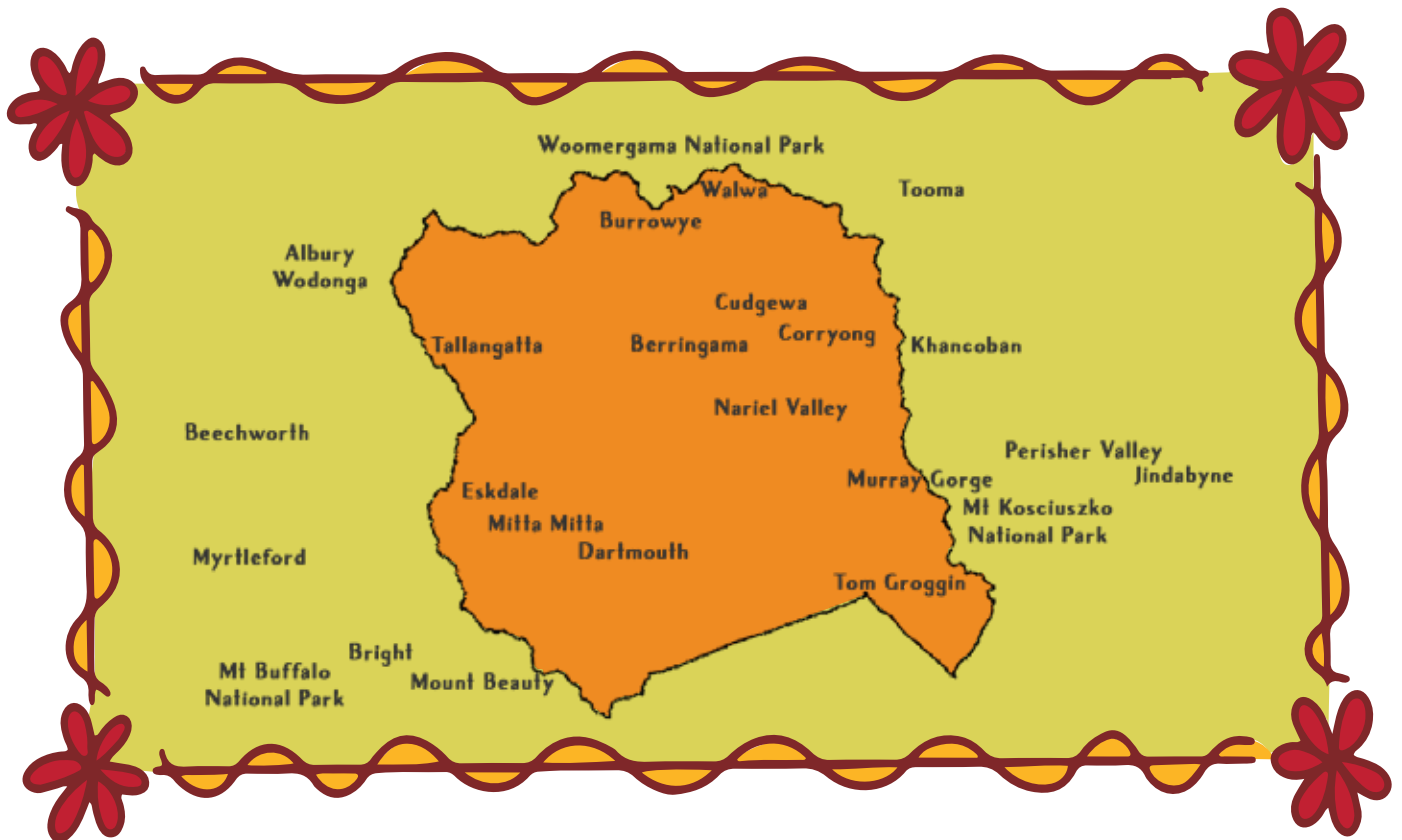 Woomergama National Park
Walwa
Tooma
Burrowye
Albury
Wodonga
Cudgewa
Corryong
Tallangatta
Berringama
Khancoban
Nariel Valley
Beechworth
Perisher Valley
Jindabyne
Murray Gorge
Eskdale
Mt Kosciuszko
National Park
Mitta Mitta
Dartmouth
Myrtleford
Tom Groggin
Bright
Mt Buffalo
National Park
Mount Beauty